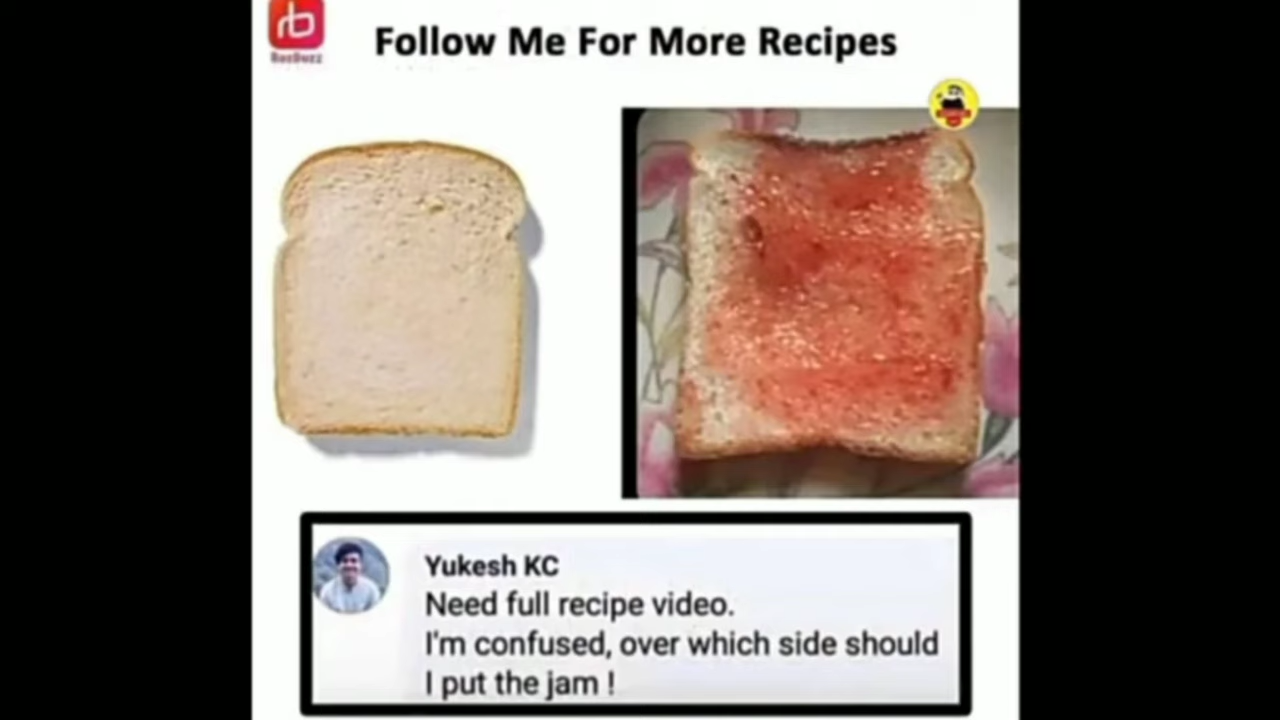 Follow Me For More Recipes
Yukesh KC
Need full recipe video.
I'm confused, over which side should
I put the jam !